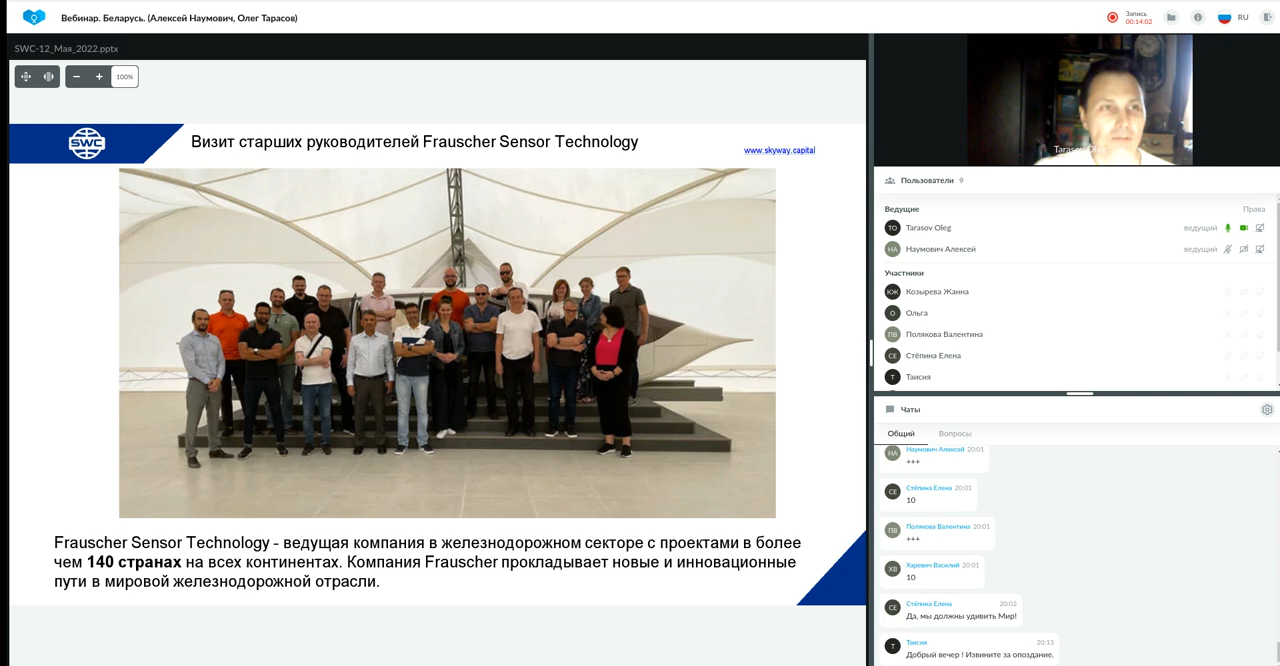 Вебинар. Беларусь. (Алексей Наумович, Олег Тарасов)
Запись
00:14:02
RU
SWC-12_Мая_2022.pptx
100%
SWC
Визит старших руководителей Frauscher Sensor Technology
www.skyway.capital
Frauscher Sensor Technology - ведущая компания в железнодорожном секторе с проектами в более
чем 140 странах на всех континентах. Компания Frauscher прокладывает новые и инновационные
пути в мировой железнодорожной отрасли.
Tarasov Oleg
Пользователи 9
Ведущие Права
TO Tarasov Oleg ведущий
НА Наумович Алексей ведущий
Участники
КЖ Козырева Жанна
О Ольга
ПВ Полякова Валентина
СЕ Стёпина Елена
Т Таисия
Чаты
Общий Вопросы
НА Наумович Алексей 20:01
+++
СЕ Стёпина Елена 20:01
10
ПВ Полякова Валентина 20:01
+++
ХВ Харевич Василий 20:01
10
СЕ Стёпина Елена 20:02
Да, мы должны удивить Мир!
Т Таисия 20:13
Добрый вечер ! Извините за опоздание.